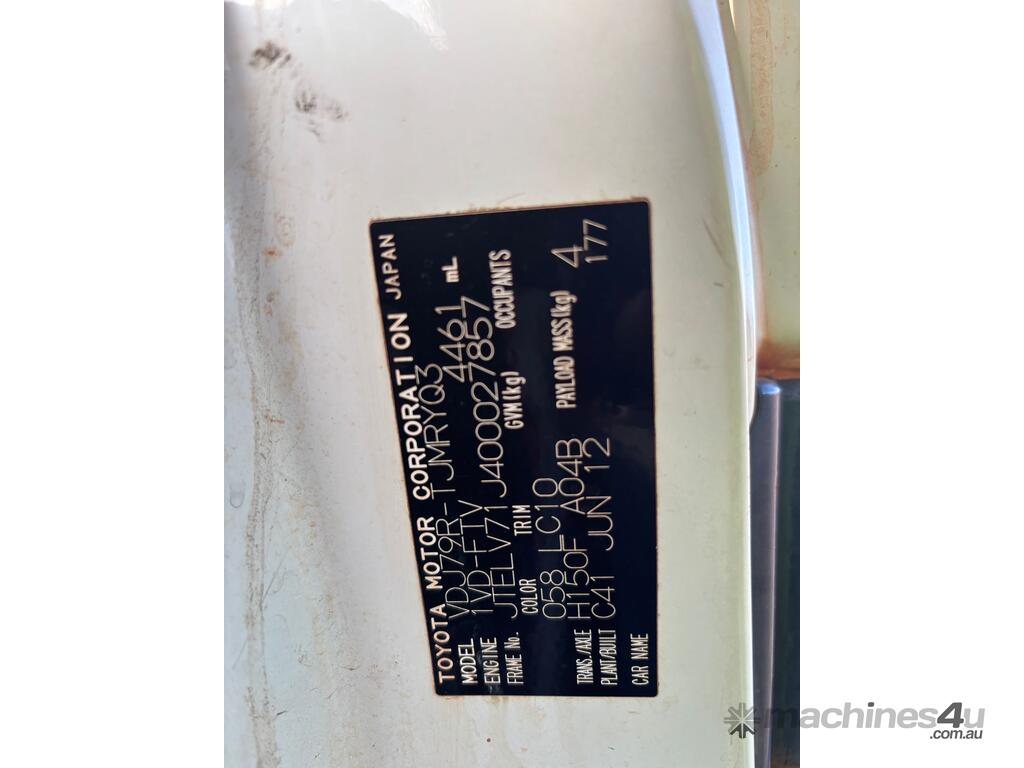 TOYOTA MOTOR CORPORATION JAPAN
MODEL VDJ79R-TJMRYQ3
ENGINE 1VD-FTV 4461 mL
FRAME No. JTELV71J400027857
COLOR TRIM GVM(kg) OCCUPANTS
058 LC10 4
TRANS./AXLE H150F A04B PAYLOAD MASS(kg) 177
PLANT/BUILT C41 JUN 12
CAR NAME
machines4u
.com.au